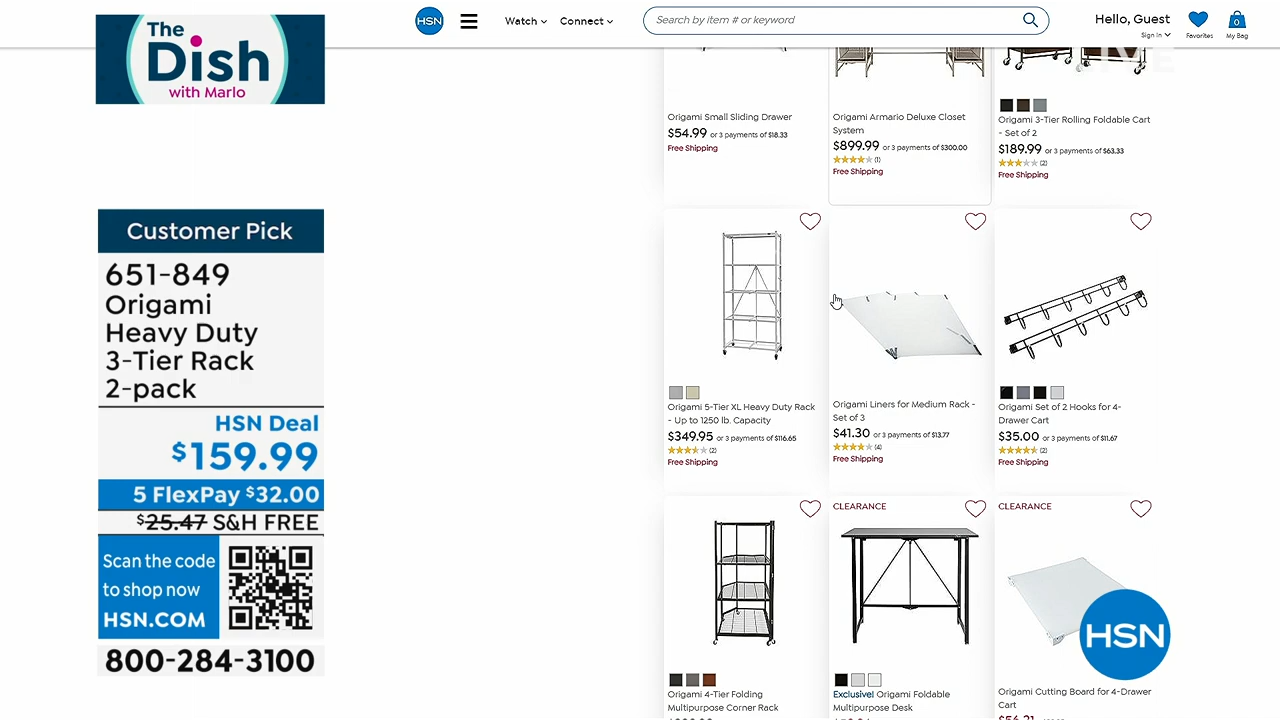 The
Dish
with Marlo
HSN
Watch
Connect
Search by item # or keyword
Hello, Guest
Sign In
Favorites
0
My Bag
LIVE
Origami Small Sliding Drawer
$54.99 or 3 payments of $18.33
Free Shipping
Origami Armario Deluxe Closet
System
$899.99 or 3 payments of $300.00
(1)
Free Shipping
Origami 3-Tier Rolling Foldable Cart
- Set of 2
$189.99 or 3 payments of $63.33
(2)
Free Shipping
Customer Pick
651-849
Origami
Heavy Duty
3-Tier Rack
2-pack
HSN Deal
$159.99
5 FlexPay $32.00
$25.47 S&H FREE
Scan the code
to shop now
HSN.COM
800-284-3100
Origami 5-Tier XL Heavy Duty Rack
- Up to 1250 lb. Capacity
$349.95 or 3 payments of $116.65
(2)
Free Shipping
Origami Liners for Medium Rack -
Set of 3
$41.30 or 3 payments of $13.77
(4)
Free Shipping
Origami Set of 2 Hooks for 4-
Drawer Cart
$35.00 or 3 payments of $11.67
(2)
Free Shipping
Origami 4-Tier Folding
Multipurpose Corner Rack
CLEARANCE
Exclusive! Origami Foldable
Multipurpose Desk
CLEARANCE
Origami Cutting Board for 4-Drawer
Cart
HSN